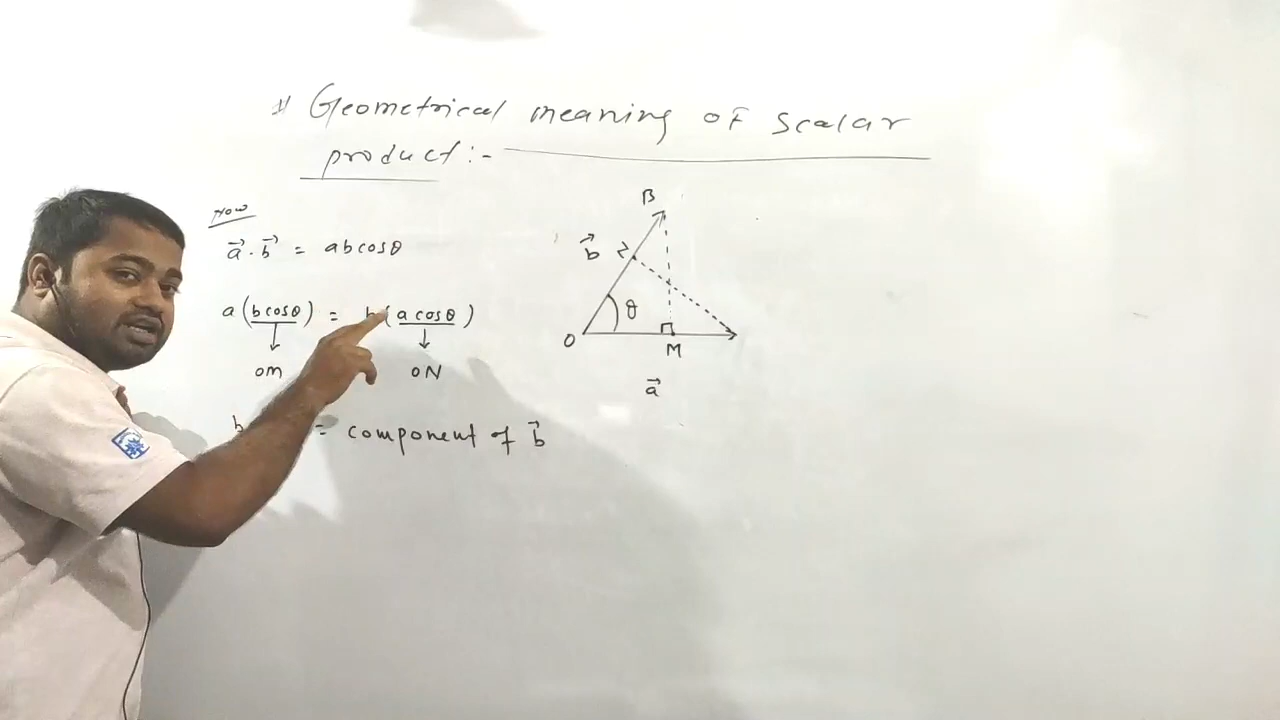 Geometrical meaning of scalar
product :-
Now
a⃗ . b⃗ = abcosθ
a(bcosθ) = b(acosθ)
OM
ON
b = component of b⃗
B
b⃗
N
θ
O
M
a⃗